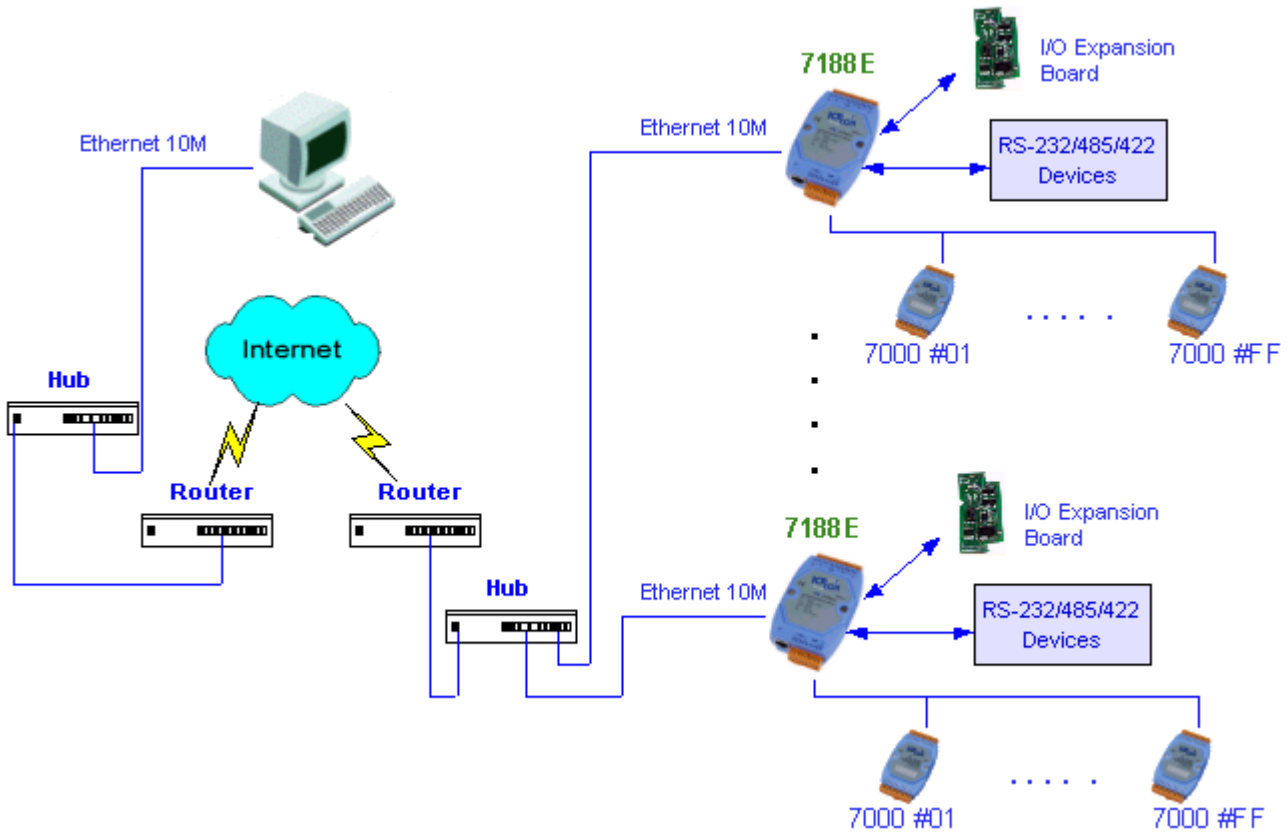 7188E
I/O Expansion
Board
Ethernet 10M
Ethernet 10M
RS-232/485/422
Devices
Internet
7000 #01
. . . . .
7000 #FF
Hub
Router
Router
7188E
I/O Expansion
Board
Hub
Ethernet 10M
RS-232/485/422
Devices
7000 #01
. . . . .
7000 #FF